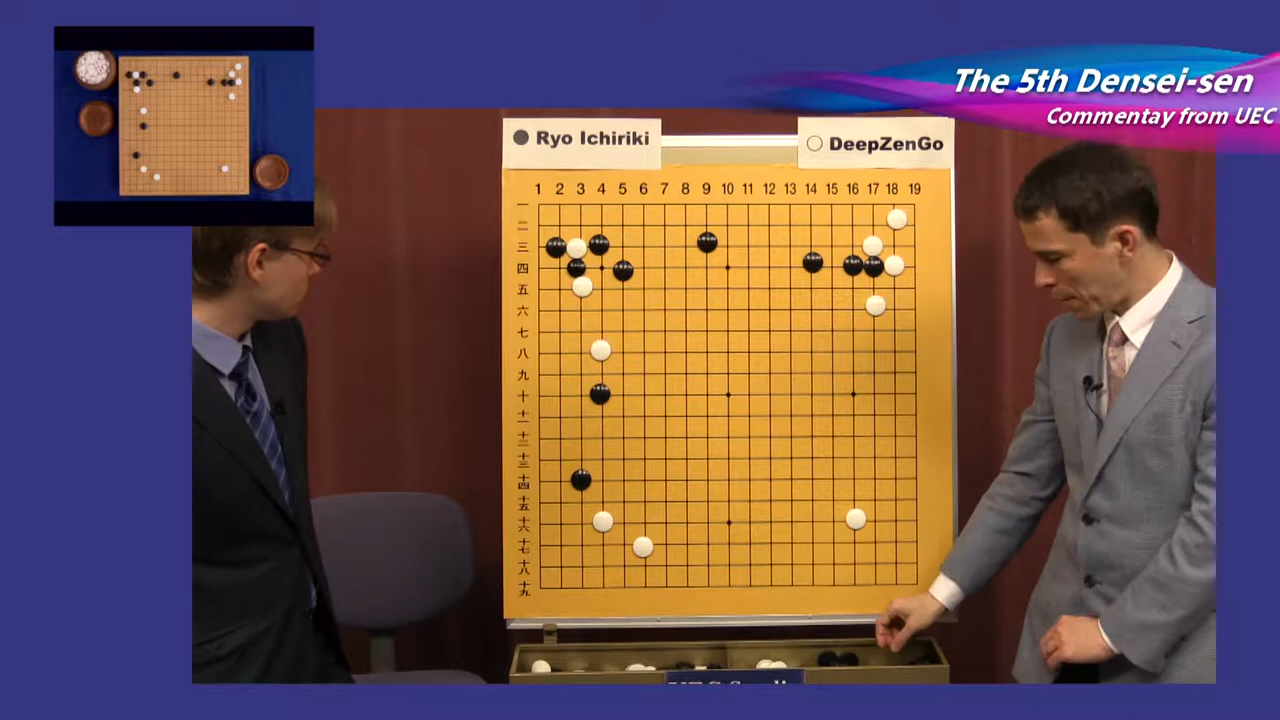 The 5th Densei-sen
Commentay from UEC
Ryo Ichiriki
DeepZenGo
1 2 3 4 5 6 7 8 9 10 11 12 13 14 15 16 17 18 19
一
二
三
四
五
六
七
八
九
十
十一
十二
十三
十四
十五
十六
十七
十八
十九